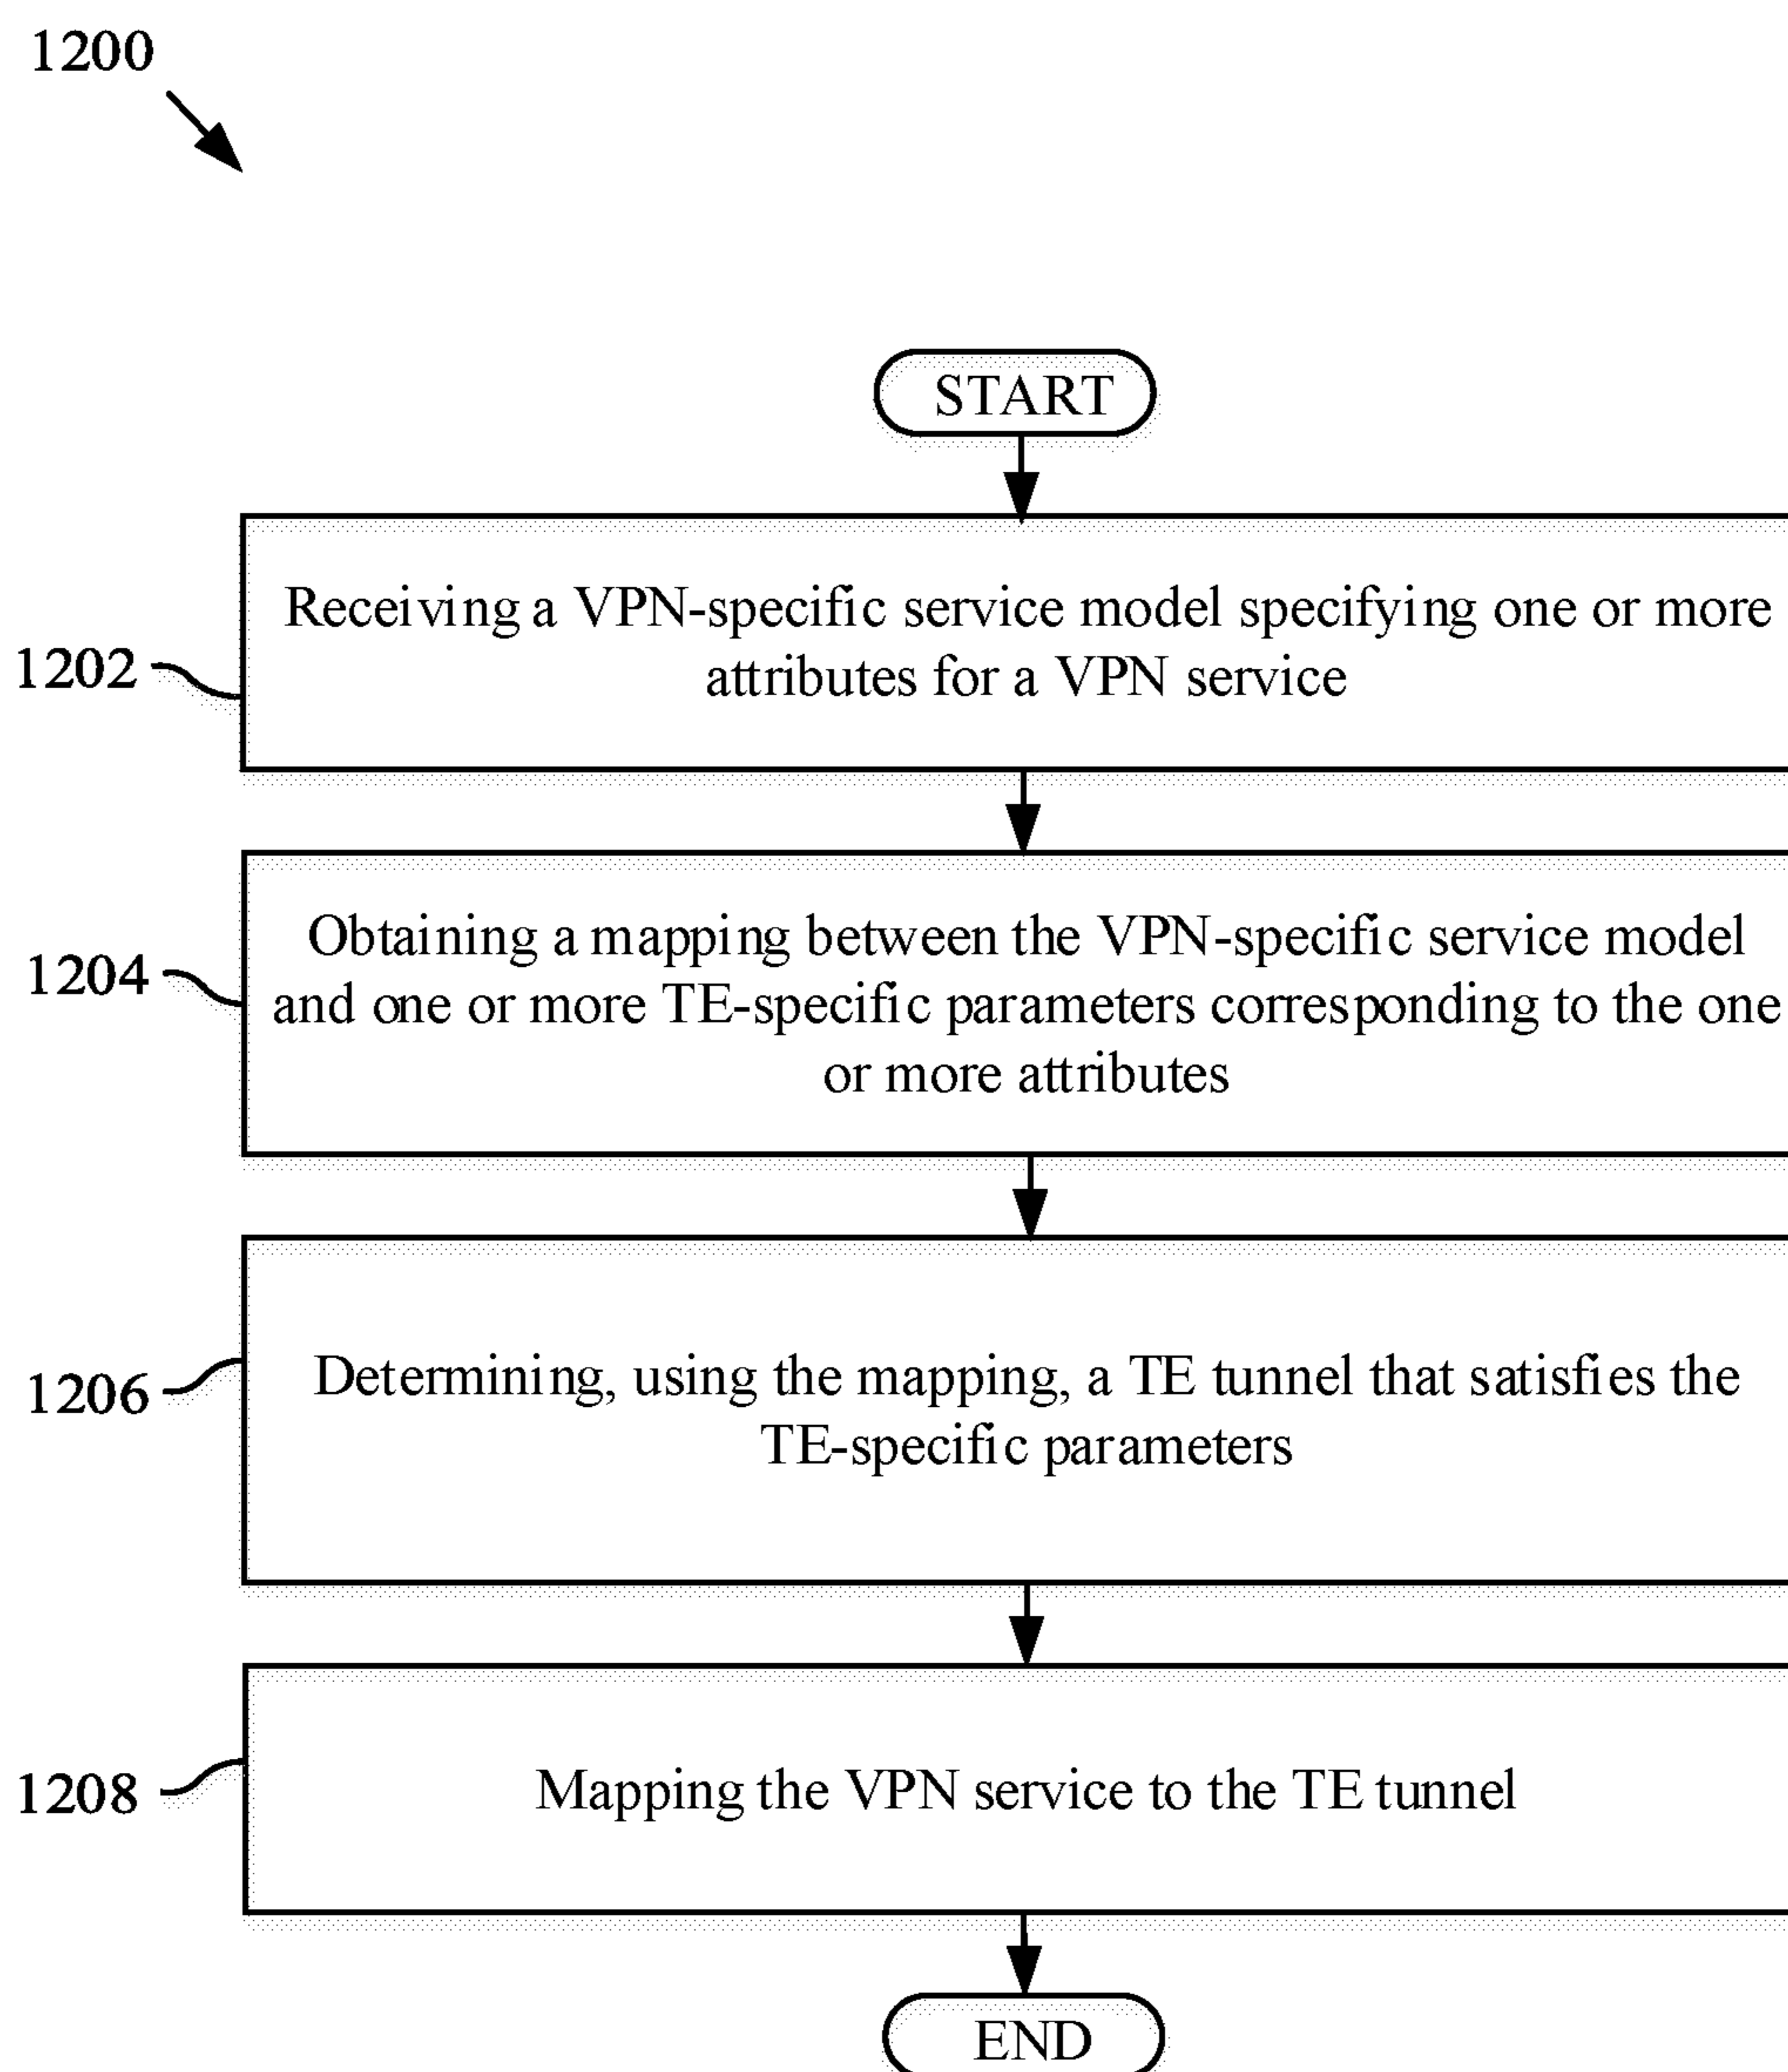 1200
START
Receiving a VPN-specific service model specifying one or more
attributes for a VPN service
1202
Obtaining a mapping between the VPN-specific service model
and one or more TE-specific parameters corresponding to the one
or more attributes
1204
Determining, using the mapping, a TE tunnel that satisfies the
TE-specific parameters
1206
Mapping the VPN service to the TE tunnel
1208
END